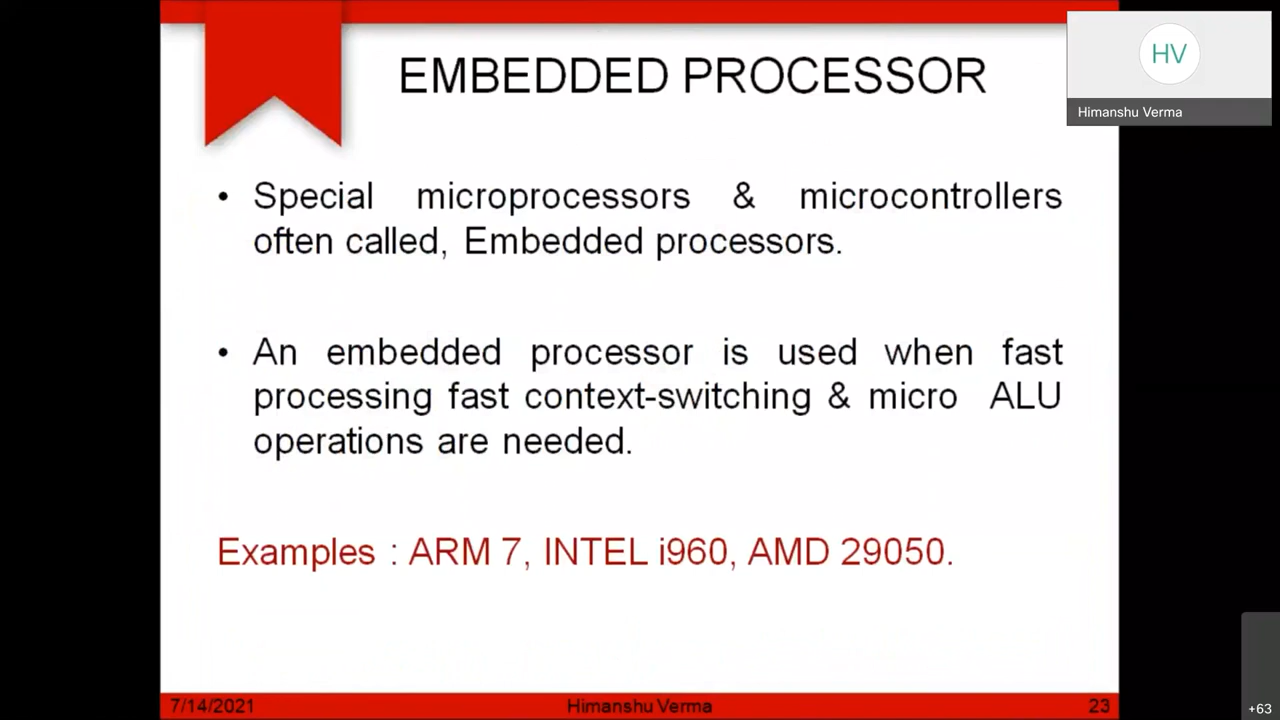 EMBEDDED PROCESSOR
HV
Himanshu Verma
• Special microprocessors & microcontrollers
often called, Embedded processors.
• An embedded processor is used when fast
processing fast context-switching & micro ALU
operations are needed.
Examples : ARM 7, INTEL i960, AMD 29050.
7/14/2021
Himanshu Verma
23
+63